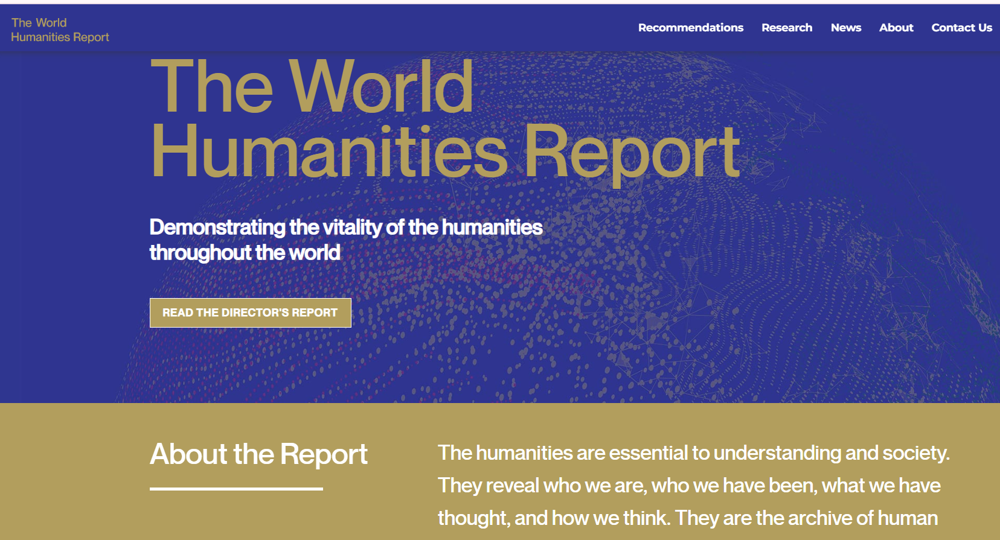 The World
Humanities Report
Recommendations Research News About Contact Us
The World
Humanities Report
Demonstrating the vitality of the humanities
throughout the world
READ THE DIRECTOR'S REPORT
About the Report
The humanities are essential to understanding and society.
They reveal who we are, who we have been, what we have
thought, and how we think. They are the archive of human